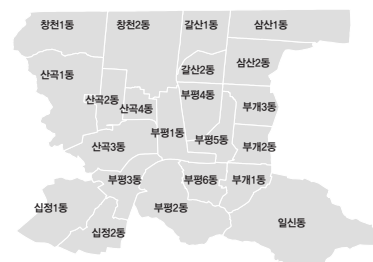 창천1동
창천2동
갈산1동
삼산1동
산곡1동
갈산2동
삼산2동
산곡2동
산곡4동
부평4동
부개3동
부평1동
부평5동
산곡3동
부개2동
부평3동
부평6동
부개1동
십정1동
부평2동
일신동
십정2동